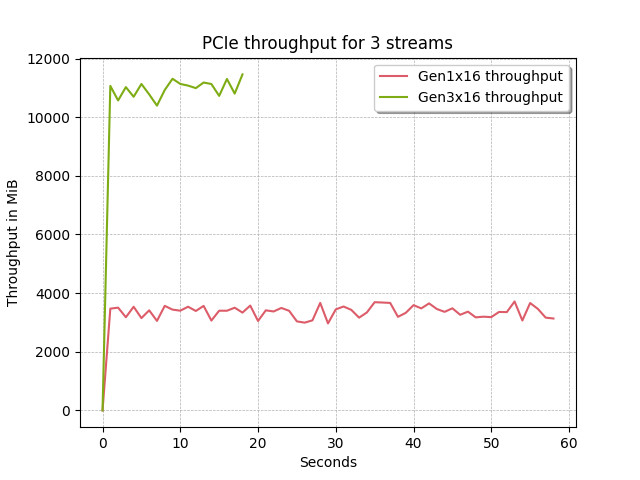 PCIe throughput for 3 streams
Gen1x16 throughput
Gen3x16 throughput
Throughput in MiB
12000
10000
8000
6000
4000
2000
0
0 10 20 30 40 50 60
Seconds